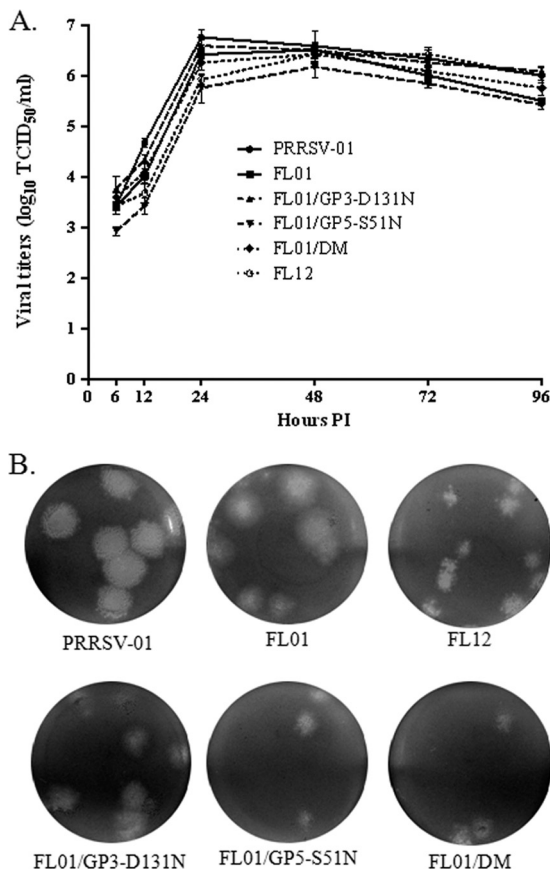 A.
Viral titers (log10 TCID50/ml)
7
6
5
4
3
2
1
0
0 6 12 24 48 72 96
Hours PI
PRRSV-01
FL01
FL01/GP3-D131N
FL01/GP5-S51N
FL01/DM
FL12
B.
PRRSV-01 FL01 FL12
FL01/GP3-D131N FL01/GP5-S51N FL01/DM